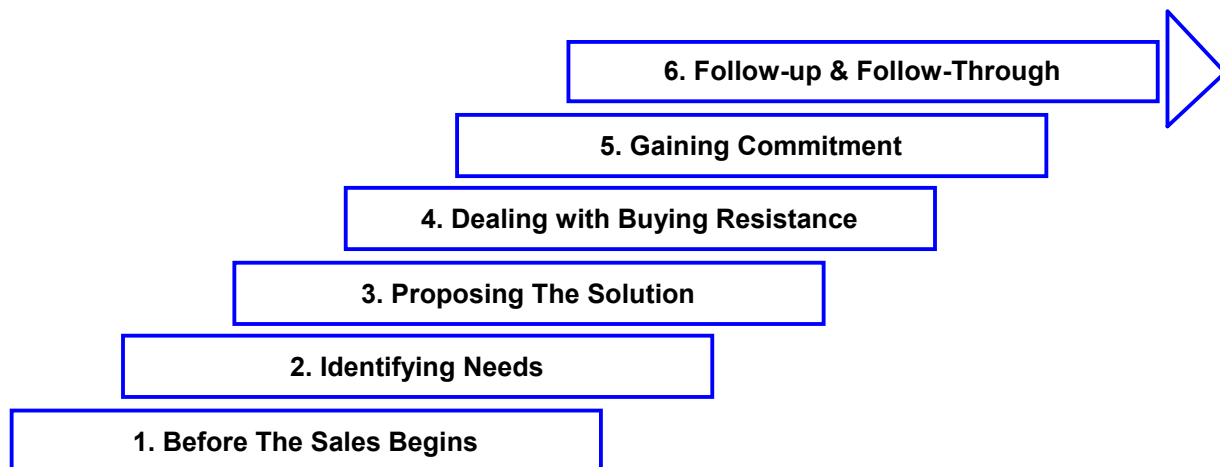 6. Follow-up & Follow-Through
5. Gaining Commitment
4. Dealing with Buying Resistance
3. Proposing The Solution
2. Identifying Needs
1. Before The Sales Begins